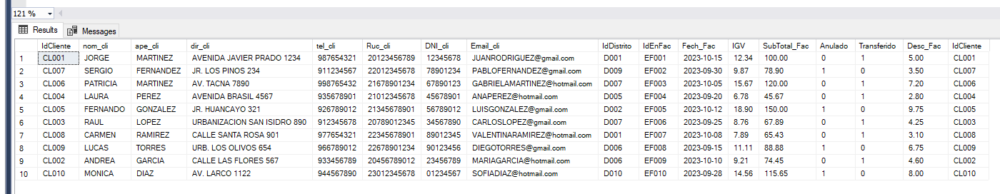 121 %
Results Messages
IdCliente nom_cli ape_cli dir_cli tel_cli Ruc_cli DNI_cli Email_cli IdDistrito IdEnFac Fech_Fac IGV SubTotal_Fac Anulado Transferido Desc_Fac IdCliente
1 CL001 JORGE MARTINEZ AVENIDA JAVIER PRADO 1234 987654321 20123456789 12345678 JUANRODRIGUEZ@gmail.com D001 EF001 2023-10-15 12.34 100.00 0 1 5.00 CL001
2 CL007 SERGIO FERNANDEZ JR. LOS PINOS 234 911234567 22012345678 78901234 PABLOFERNANDEZ@gmail.com D009 EF002 2023-09-30 9.87 78.90 1 0 3.50 CL007
3 CL006 PATRICIA MARTINEZ AV. TACNA 7890 998765432 21678901234 67890123 GABRIELAMARTINEZ@hotmail.com D007 EF003 2023-10-05 15.67 120.00 0 1 7.20 CL006
4 CL004 LAURA PEREZ AVENIDA BRASIL 4567 935678901 21012345678 45678901 ANAPEREZ@hotmail.com D005 EF004 2023-09-20 6.78 45.67 0 1 2.80 CL004
5 CL005 FERNANDO GONZALEZ JR. HUANCAYO 321 926789012 21345678901 56789012 LUISGONZALEZ@gmail.com D002 EF005 2023-10-12 18.90 150.00 1 0 9.75 CL005
6 CL003 RAUL LOPEZ URBANIZACION SAN ISIDRO 890 912345678 20789012345 34567890 CARLOSLOPEZ@gmail.com D007 EF006 2023-09-25 8.76 67.89 0 1 4.25 CL003
7 CL008 CARMEN RAMIREZ CALLE SANTA ROSA 901 977654321 22345678901 89012345 VALENTINARAMIREZ@hotmail.com D001 EF007 2023-10-08 7.89 65.43 0 1 3.10 CL008
8 CL009 LUCAS TORRES URB. LOS OLIVOS 654 966789012 22678901234 90123456 DIEGOTORRES@gmail.com D006 EF008 2023-09-15 11.11 88.88 1 0 6.75 CL009
9 CL002 ANDREA GARCIA CALLE LAS FLORES 567 933456789 20456789012 23456789 MARIAGARCIA@hotmail.com D006 EF009 2023-10-10 9.21 74.45 0 1 4.60 CL002
10 CL010 MONICA DIAZ AV. LARCO 1122 944567890 23012345678 01234567 SOFIADIAZ@hotmail.com D010 EF010 2023-09-28 14.56 115.65 1 0 8.00 CL010